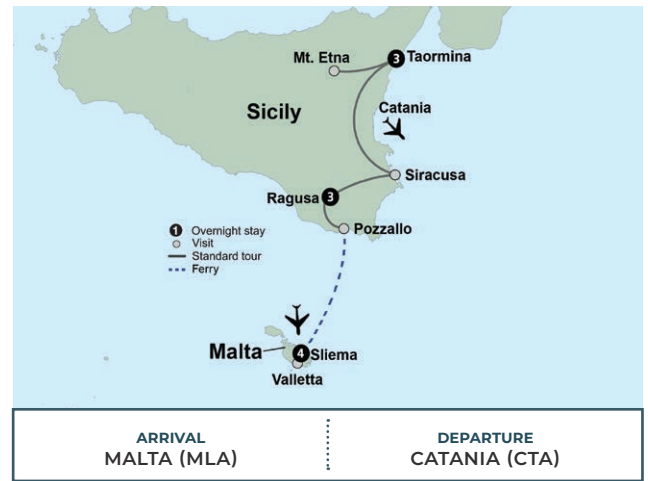 Mt. Etna
3 Taormina
Sicily
Catania
Siracusa
Ragusa 3
Pozzallo
1 Overnight stay
Visit
Standard tour
Ferry
Malta
4 Sliema
Valletta
ARRIVAL
MALTA (MLA)
DEPARTURE
CATANIA (CTA)